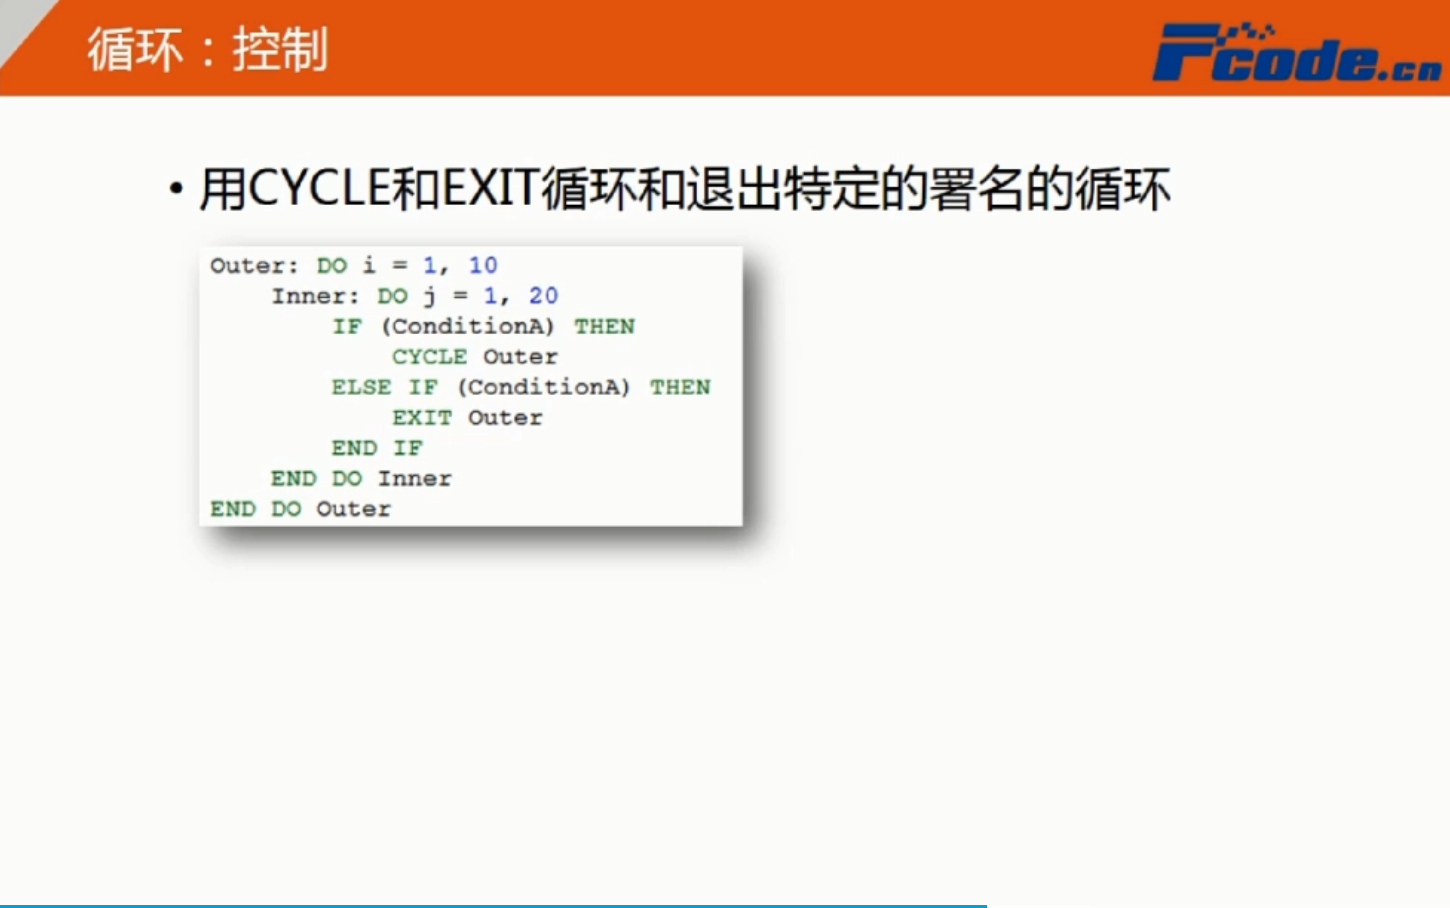 循环：控制
Fcode.cn
• 用CYCLE和EXIT循环和退出特定的署名的循环
Outer: DO i = 1, 10
    Inner: DO j = 1, 20
        IF (ConditionA) THEN
            CYCLE Outer
        ELSE IF (ConditionA) THEN
            EXIT Outer
        END IF
    END DO Inner
END DO Outer